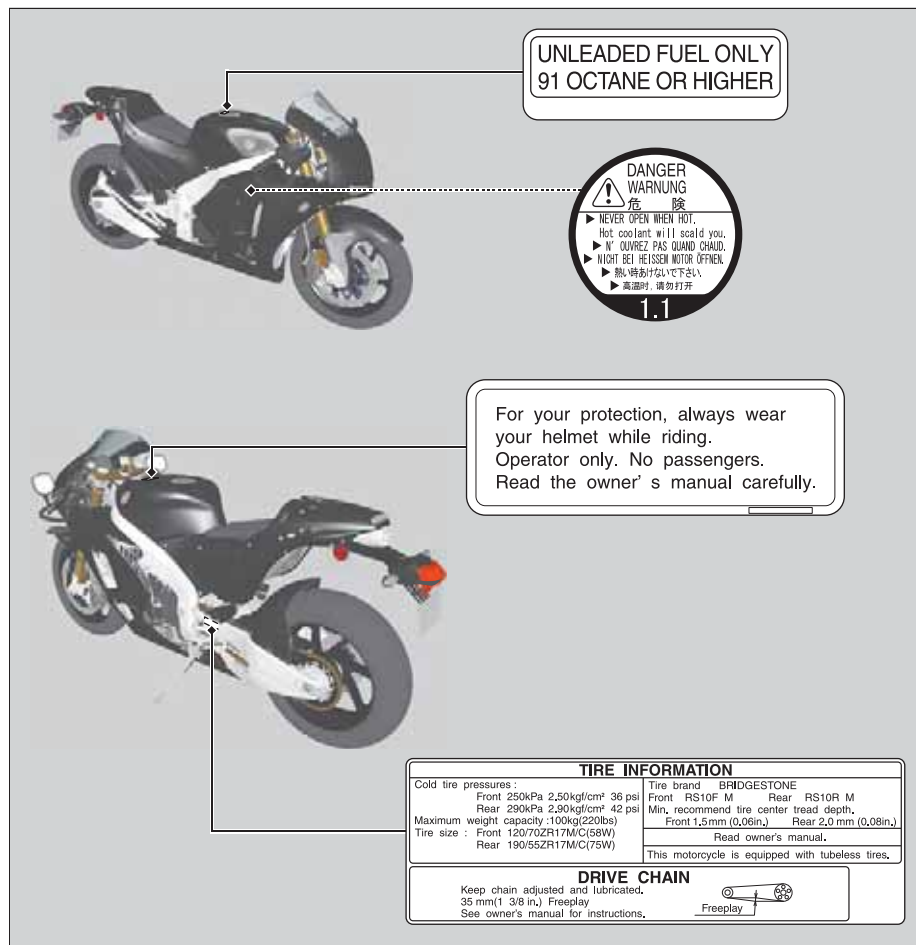 UNLEADED FUEL ONLY
91 OCTANE OR HIGHER
DANGER
WARNUNG
危 険
▶ NEVER OPEN WHEN HOT.
Hot coolant will scald you.
▶ N' OUVREZ PAS QUAND CHAUD.
▶ NICHT BEI HEISSEM MOTOR ÖFFNEN.
▶ 熱い時あけないで下さい.
▶ 高温时, 请勿打开
1.1
For your protection, always wear
your helmet while riding.
Operator only. No passengers.
Read the owner' s manual carefully.
TIRE INFORMATION
Cold tire pressures :
Front 250kPa 2.50kgf/cm² 36 psi
Rear 290kPa 2.90kgf/cm² 42 psi
Maximum weight capacity :100kg(220lbs)
Tire size : Front 120/70ZR17M/C(58W)
Rear 190/55ZR17M/C(75W)
Tire brand BRIDGESTONE
Front RS10F M Rear RS10R M
Min. recommend tire center tread depth.
Front 1.5mm (0.06in.) Rear 2.0 mm (0.08in.)
Read owner's manual.
This motorcycle is equipped with tubeless tires.
DRIVE CHAIN
Keep chain adjusted and lubricated.
35 mm(1 3/8 in.) Freeplay
See owner's manual for instructions.
Freeplay